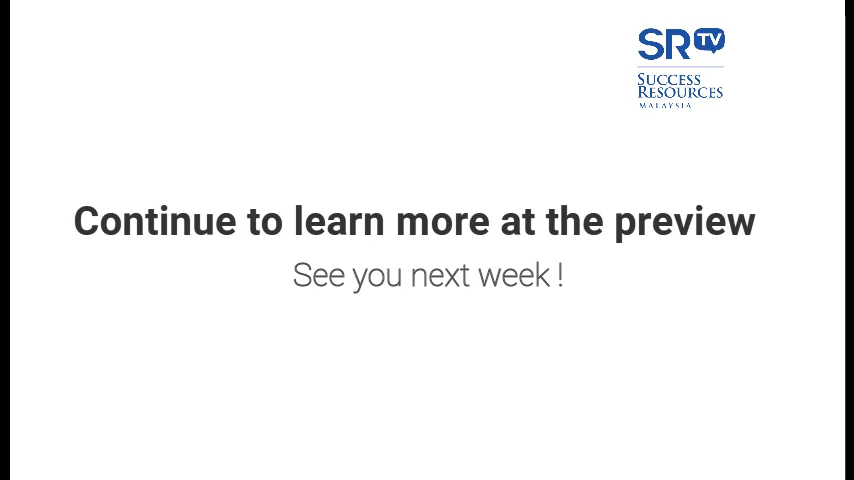 SR TV
SUCCESS
RESOURCES
MALAYSIA
Continue to learn more at the preview
See you next week !